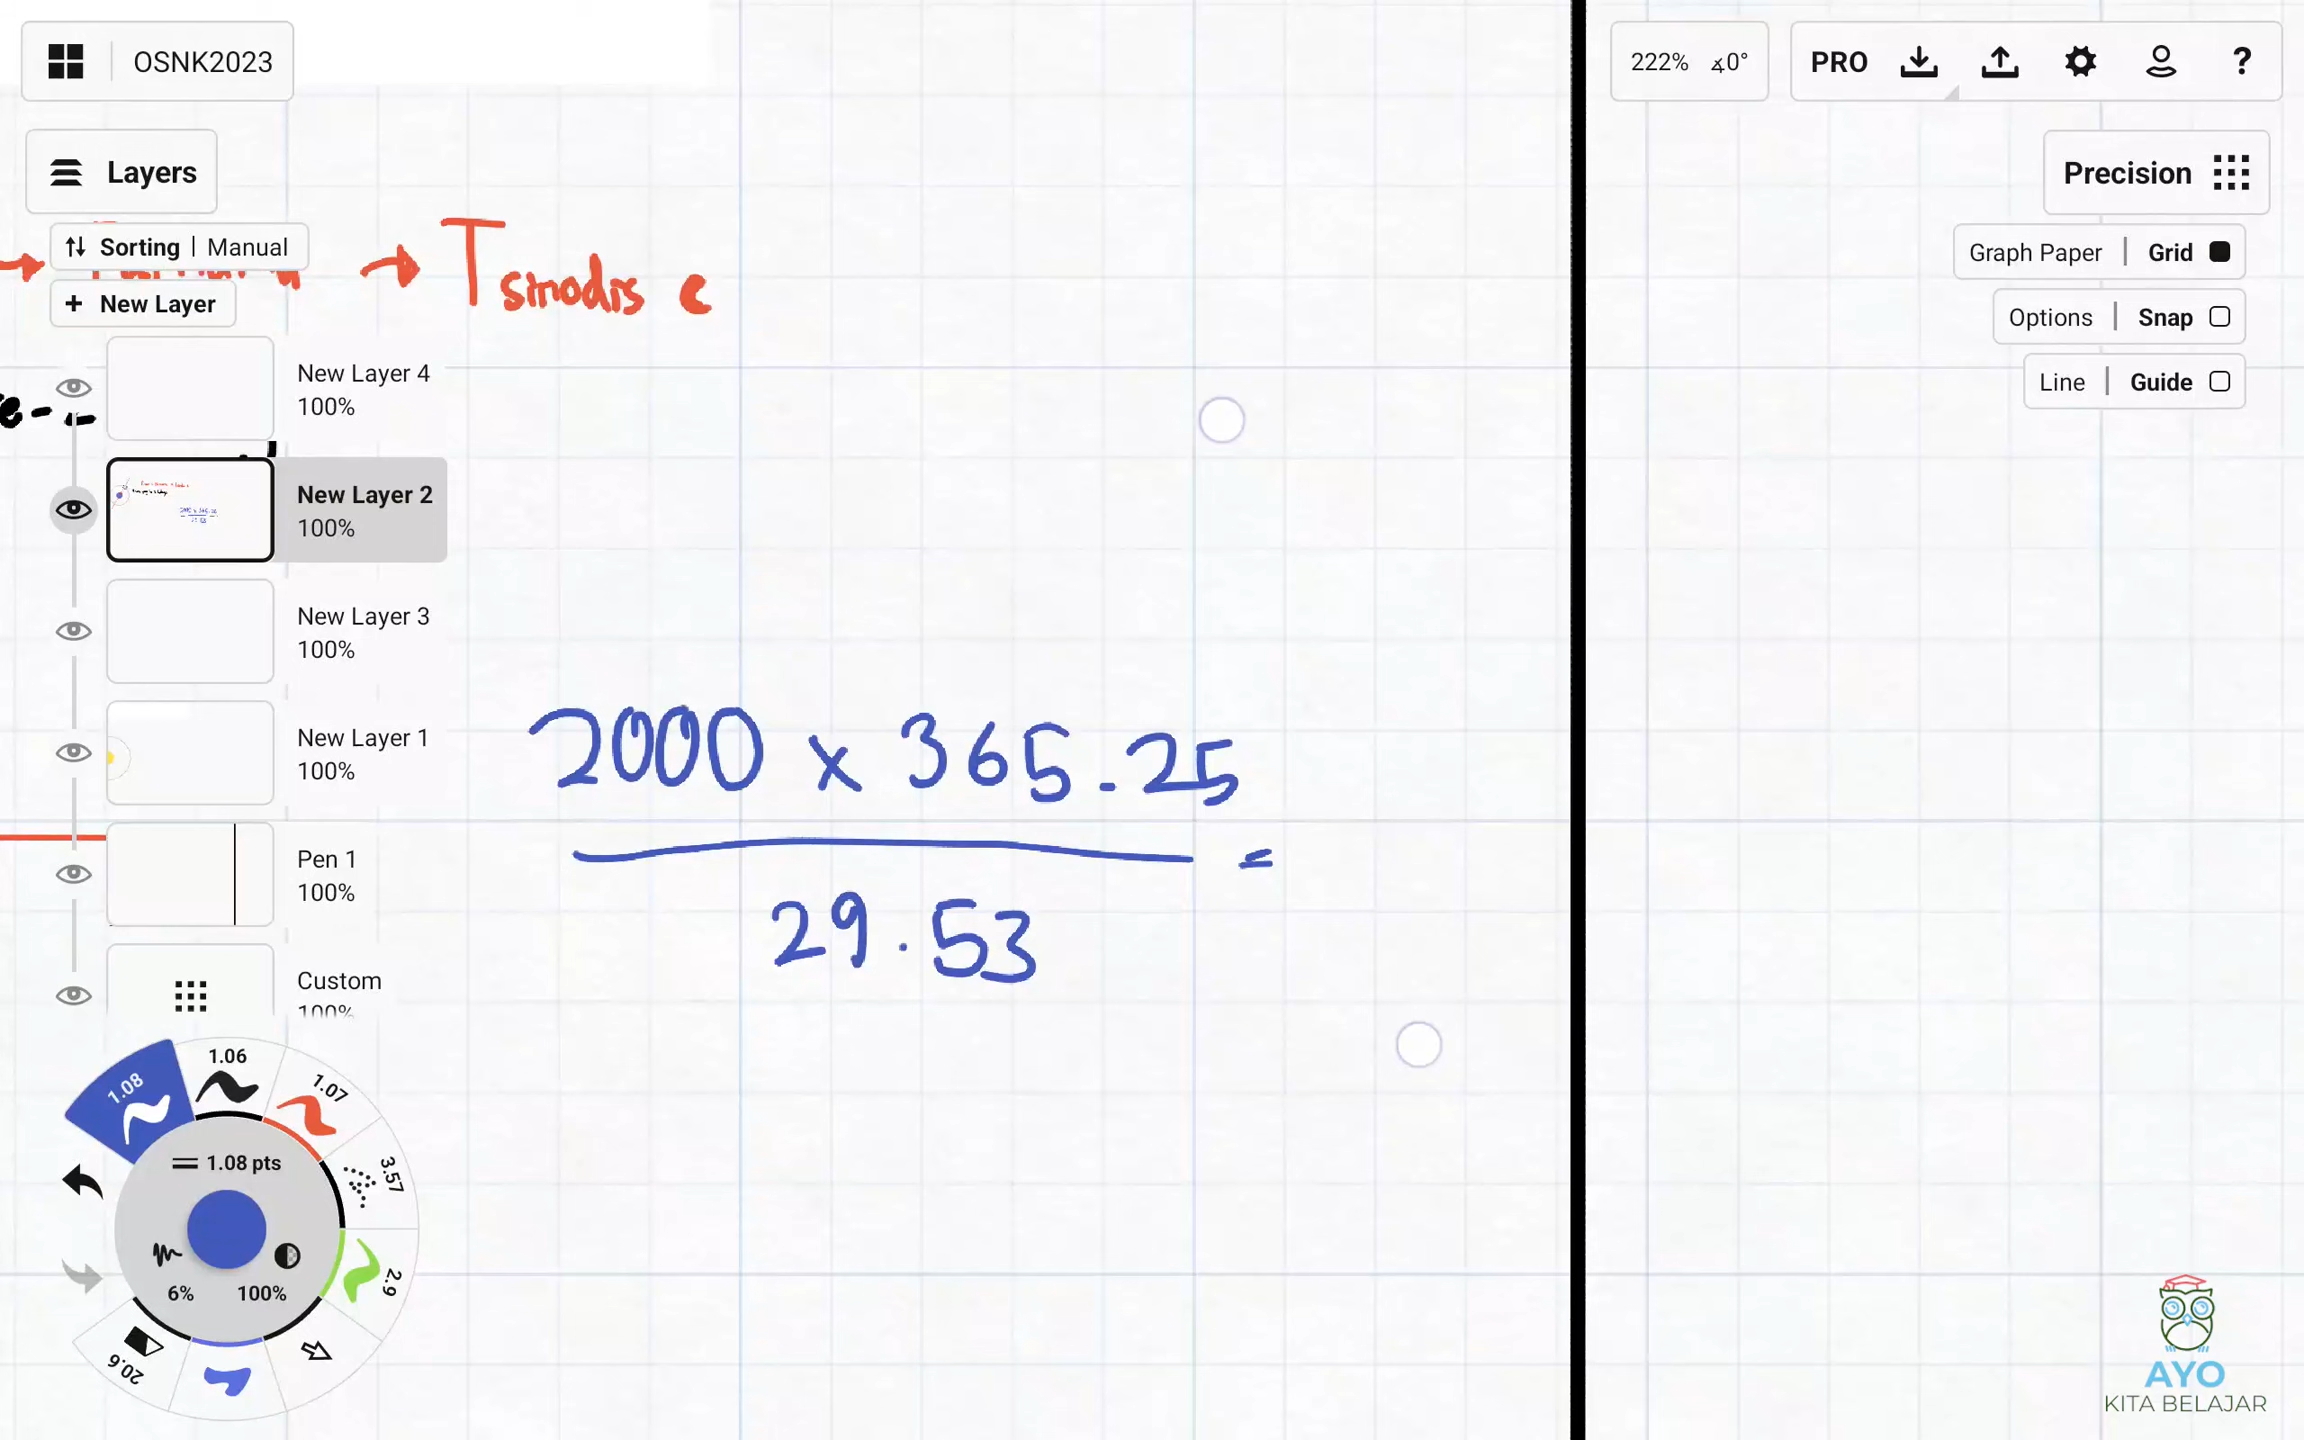 OSNK2023
222% ∡0°
PRO
?
Layers
Precision
Sorting | Manual
Graph Paper | Grid
→ T sinodis
+ New Layer
Options | Snap
New Layer 4
100%
Line | Guide
New Layer 2
100%
New Layer 3
100%
New Layer 1
100%
2000 x 365.25
=
29.53
Pen 1
100%
Custom
100%
1.08
1.06
1.07
3.57
2.9
20.6
1.08 pts
6%
100%
AYO
KITA BELAJAR